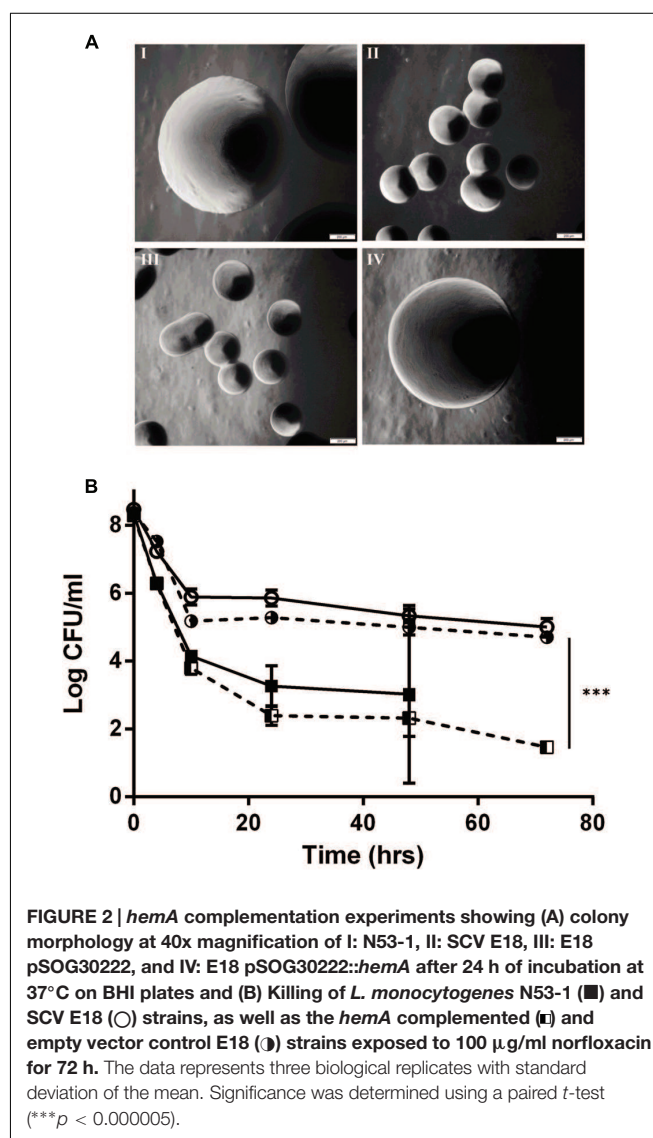 A
I
II
III
IV
B
Log CFU/ml
8
6
4
2
0
***
0 20 40 60 80
Time (hrs)
FIGURE 2 | hemA complementation experiments showing (A) colony
morphology at 40x magnification of I: N53-1, II: SCV E18, III: E18
pSOG30222, and IV: E18 pSOG30222::hemA after 24 h of incubation at
37°C on BHI plates and (B) Killing of L. monocytogenes N53-1 (■) and
SCV E18 (○) strains, as well as the hemA complemented (◧) and
empty vector control E18 (◑) strains exposed to 100 μg/ml norfloxacin
for 72 h. The data represents three biological replicates with standard
deviation of the mean. Significance was determined using a paired t-test
(***p < 0.000005).